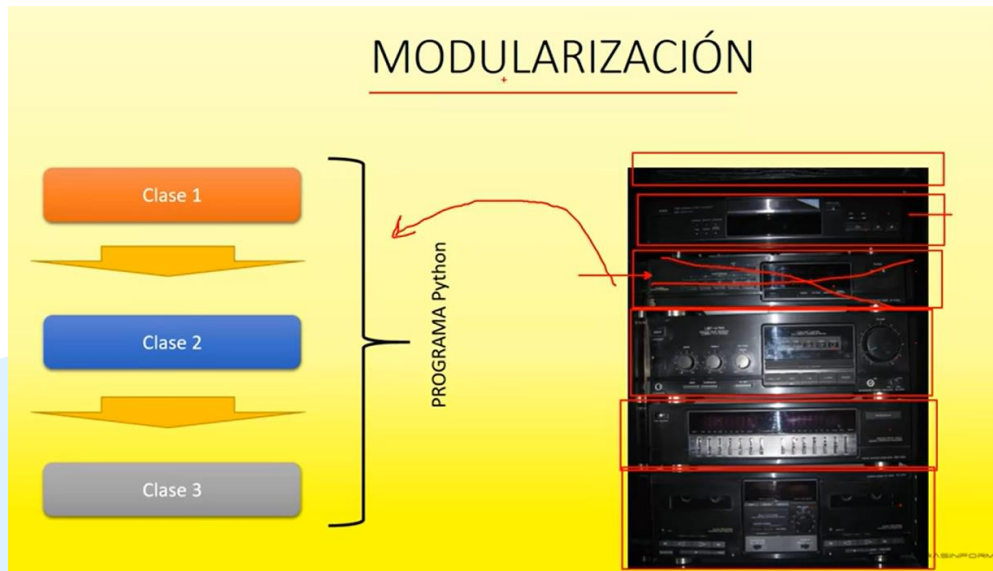 MODULARIZACIÓN
Clase 1
Clase 2
Clase 3
PROGRAMA Python